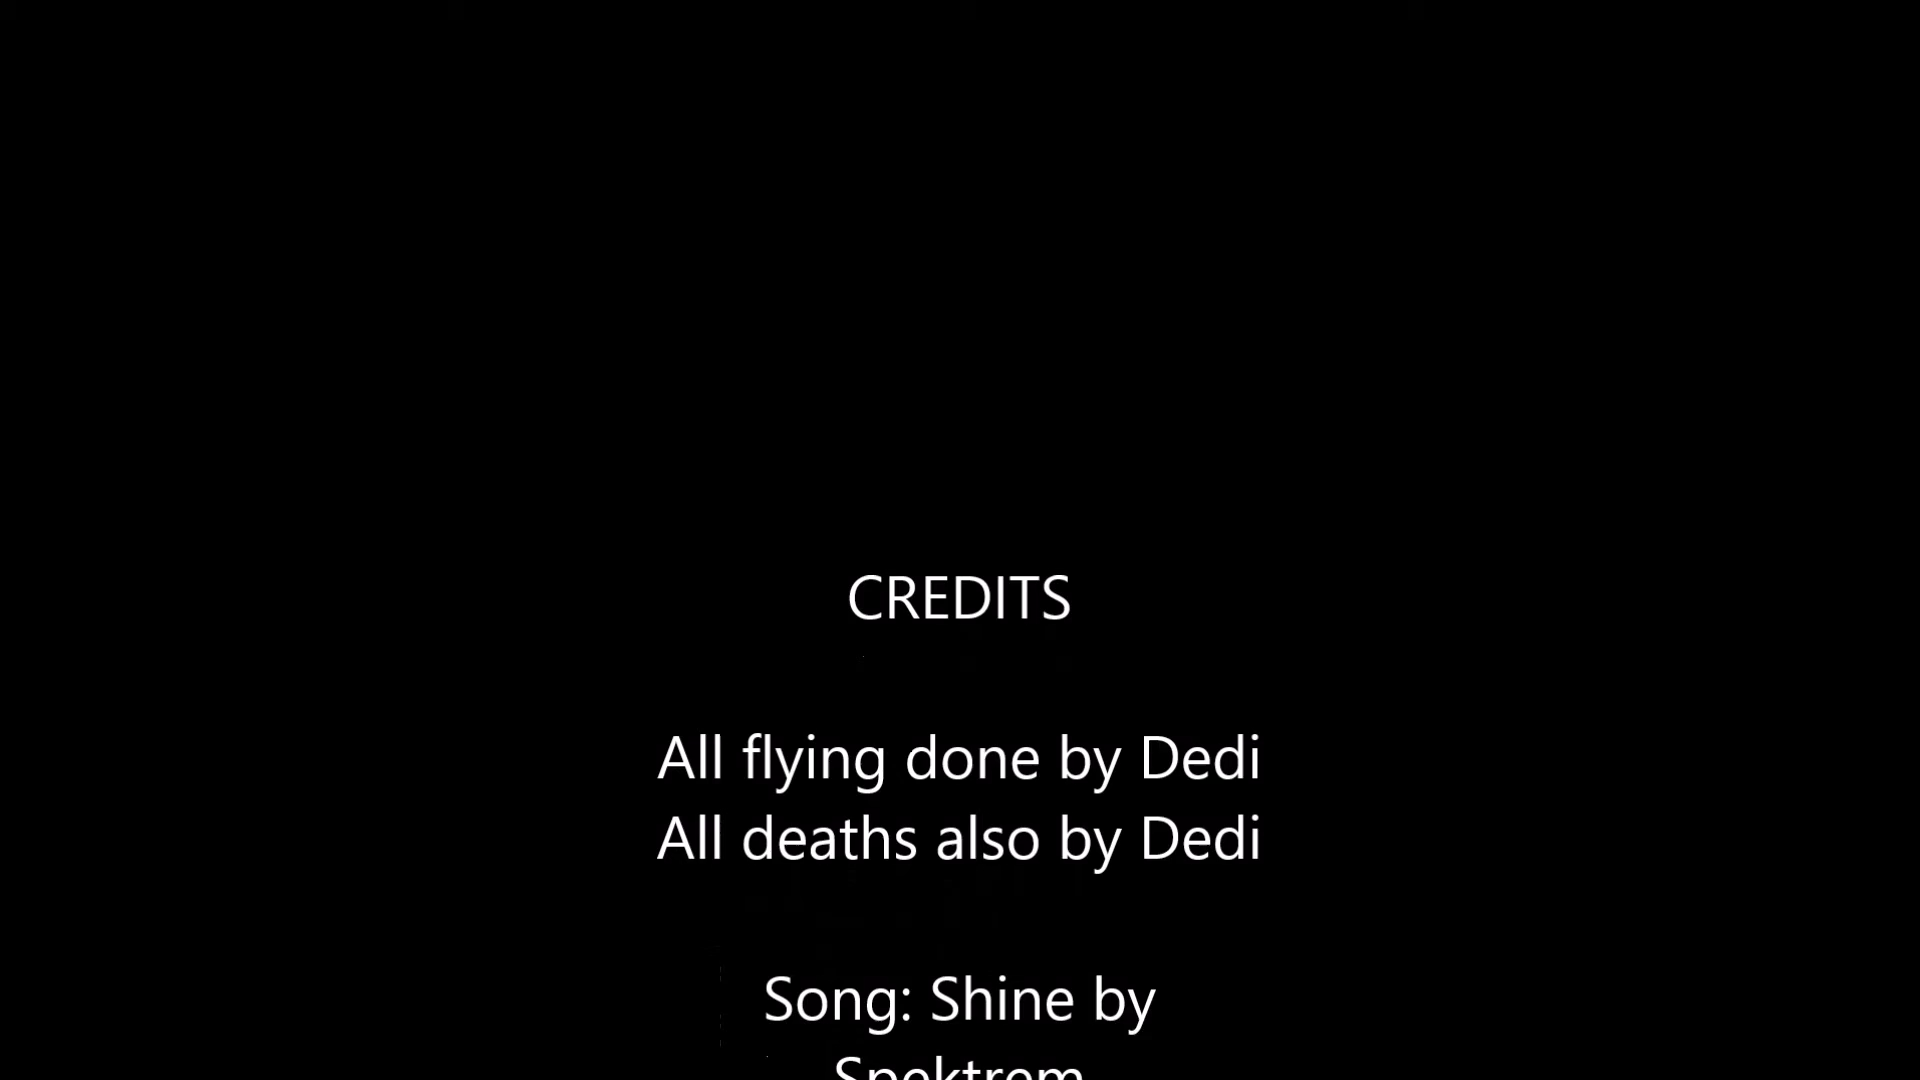 CREDITS
All flying done by Dedi
All deaths also by Dedi
Song: Shine by
Spektrem